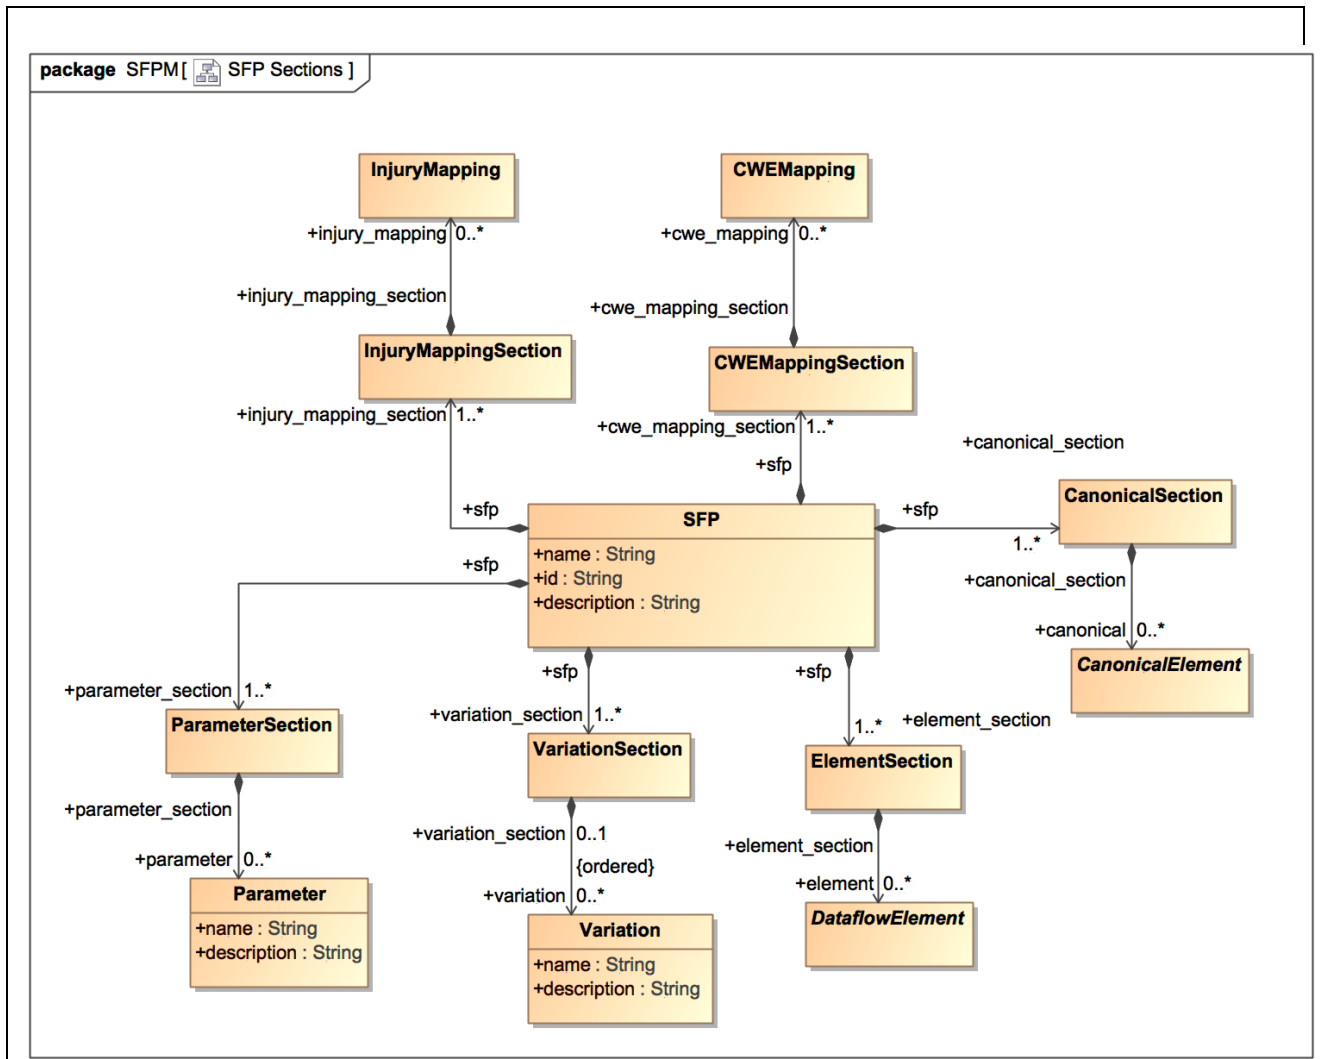 package SFPM[ SFP Sections ]
InjuryMapping
CWEMapping
+injury_mapping 0..*
+cwe_mapping 0..*
+injury_mapping_section
+cwe_mapping_section
InjuryMappingSection
CWEMappingSection
+injury_mapping_section 1..*
+cwe_mapping_section 1..*
+canonical_section
+sfp
CanonicalSection
+sfp
SFP
+sfp
1..*
+name : String
+id : String
+description : String
+sfp
+canonical_section
+canonical 0..*
CanonicalElement
+sfp
+sfp
+parameter_section 1..*
+variation_section 1..*
1..* +element_section
ParameterSection
VariationSection
ElementSection
+parameter_section
+variation_section 0..1
+element_section
{ordered}
+parameter 0..*
+variation 0..*
+element 0..*
Parameter
+name : String
+description : String
Variation
+name : String
+description : String
DataflowElement